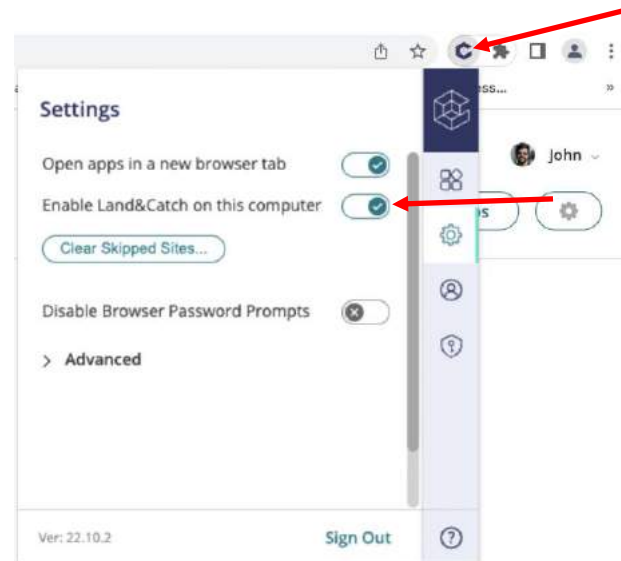 ess...
»
Settings
John
Open apps in a new browser tab
Enable Land&Catch on this computer
Clear Skipped Sites...
Disable Browser Password Prompts
Advanced
Ver: 22.10.2
Sign Out